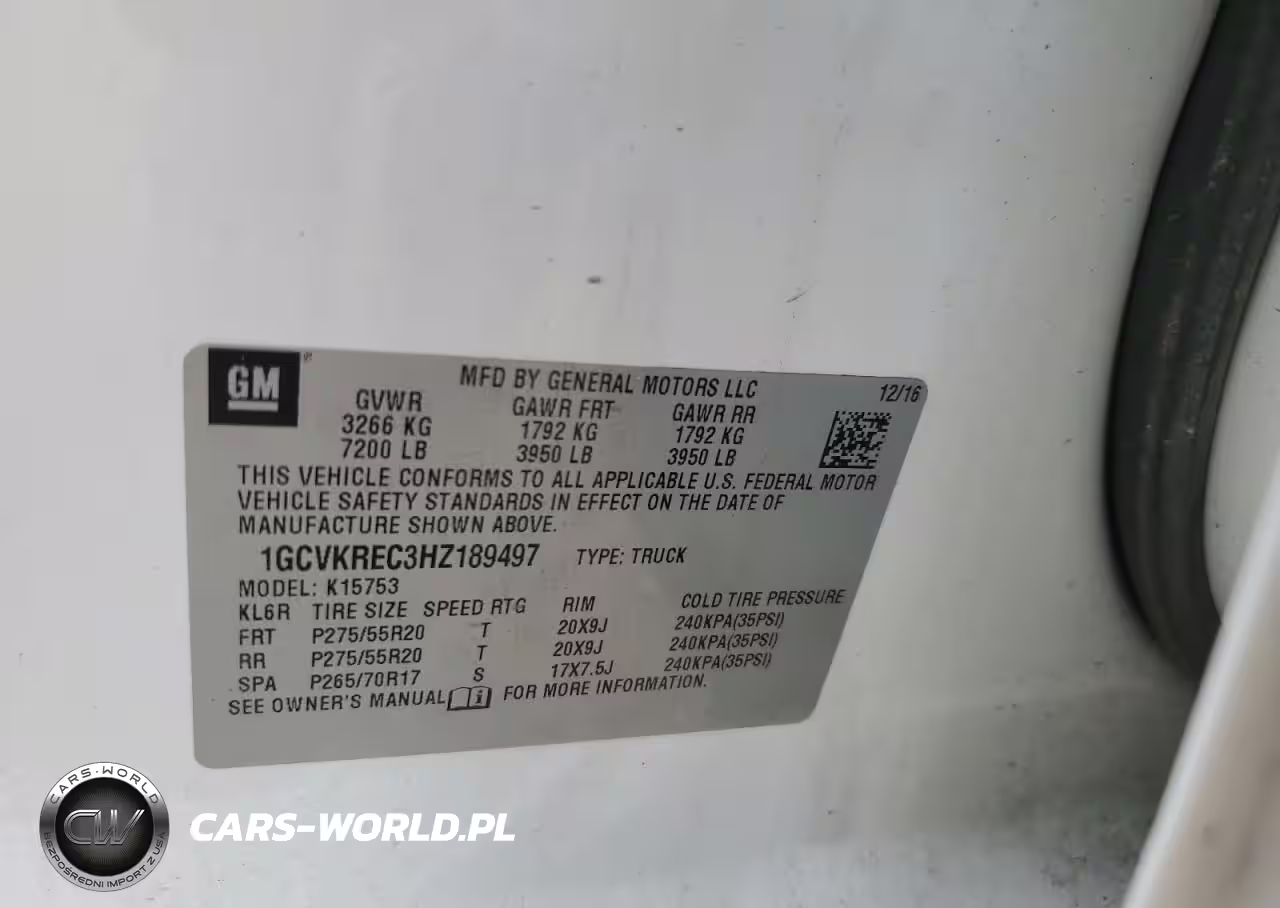 GM
MFD BY GENERAL MOTORS LLC 12/16
GVWR GAWR FRT GAWR RR
3266 KG 1792 KG 1792 KG
7200 LB 3950 LB 3950 LB
THIS VEHICLE CONFORMS TO ALL APPLICABLE U.S. FEDERAL MOTOR
VEHICLE SAFETY STANDARDS IN EFFECT ON THE DATE OF
MANUFACTURE SHOWN ABOVE.
1GCVKREC3HZ189497 TYPE: TRUCK
MODEL: K15753
KL6R TIRE SIZE SPEED RTG RIM COLD TIRE PRESSURE
FRT P275/55R20 T 20X9J 240KPA(35PSI)
RR P275/55R20 T 20X9J 240KPA(35PSI)
SPA P265/70R17 S 17X7.5J 240KPA(35PSI)
SEE OWNER'S MANUAL FOR MORE INFORMATION.
CARS-WORLD
CW
BEZPOŚREDNI IMPORT Z USA
CARS-WORLD.PL